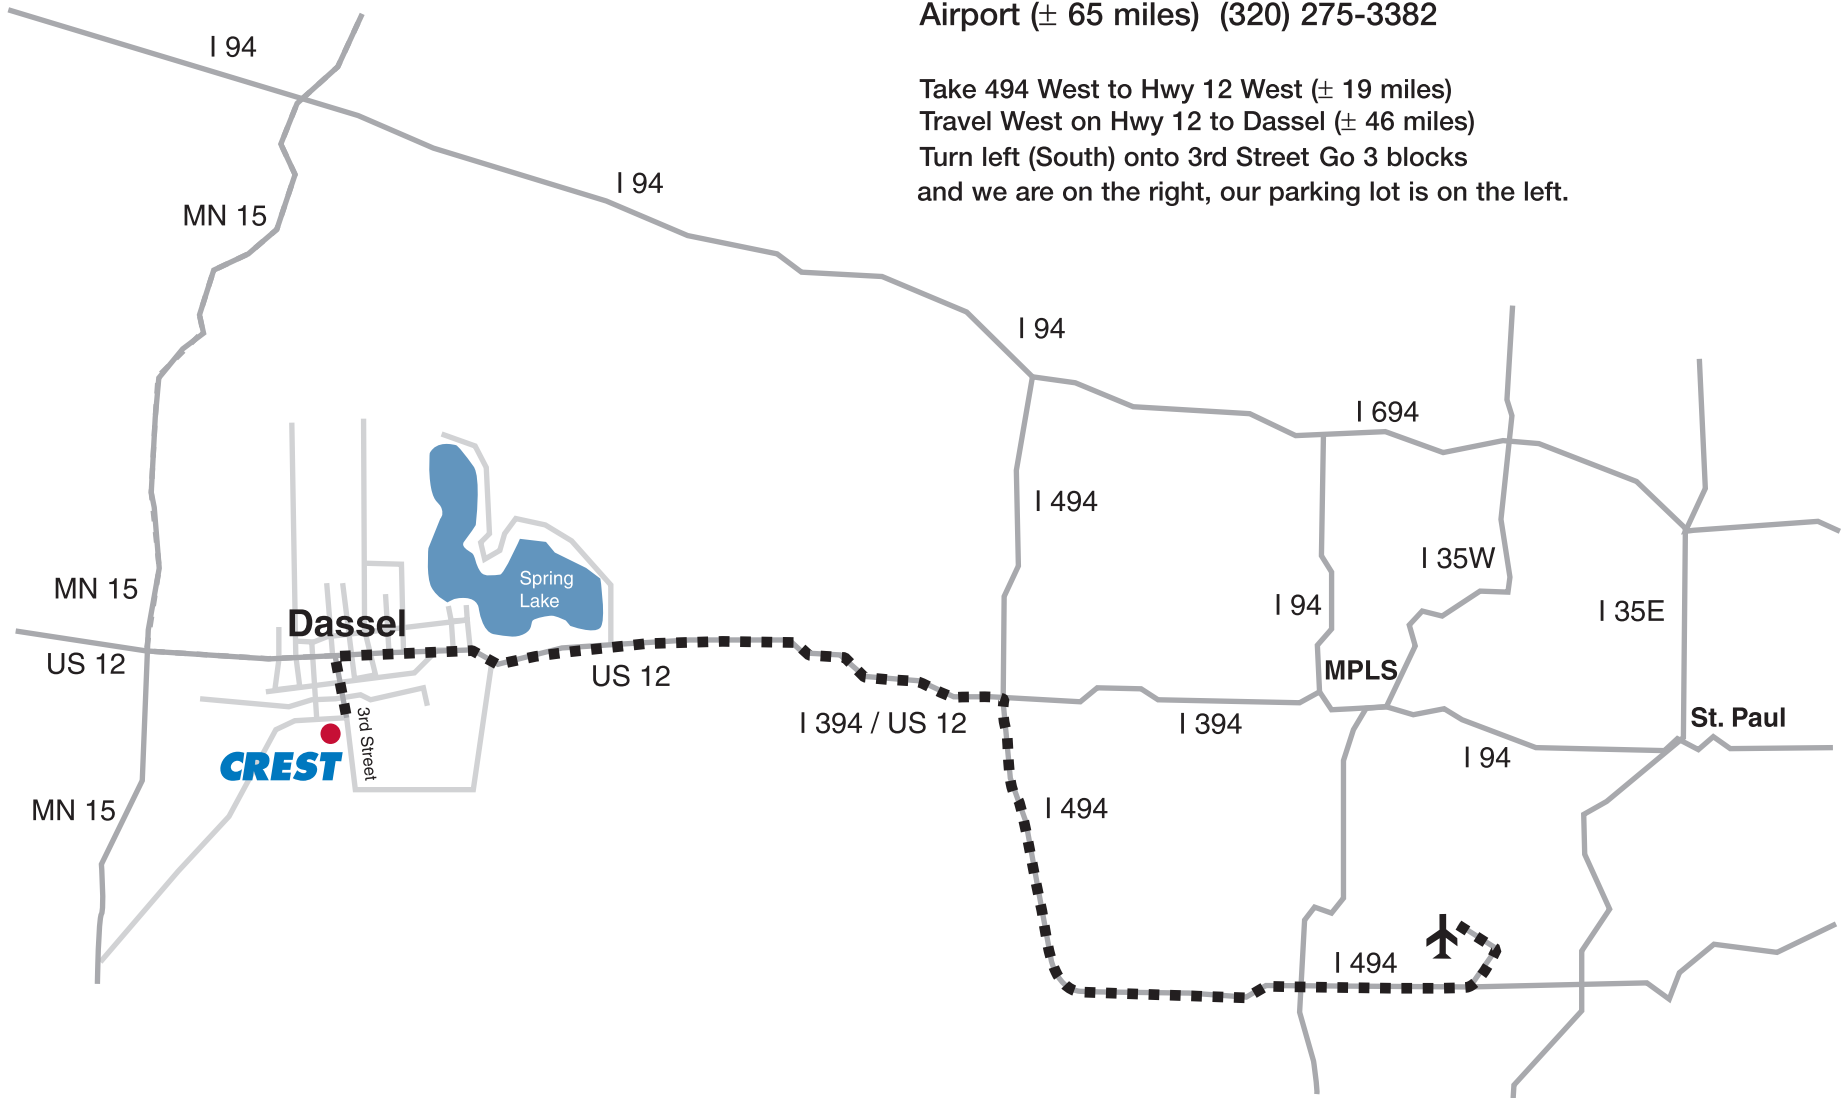 Airport (± 65 miles) (320) 275-3382
Take 494 West to Hwy 12 West (± 19 miles)
Travel West on Hwy 12 to Dassel (± 46 miles)
Turn left (South) onto 3rd Street Go 3 blocks
and we are on the right, our parking lot is on the left.
I 94
I 94
MN 15
I 94
I 694
I 494
I 35W
MN 15
Spring
Lake
I 94
I 35E
Dassel
US 12
US 12
MPLS
I 394 / US 12
I 394
St. Paul
3rd Street
CREST
I 94
MN 15
I 494
I 494